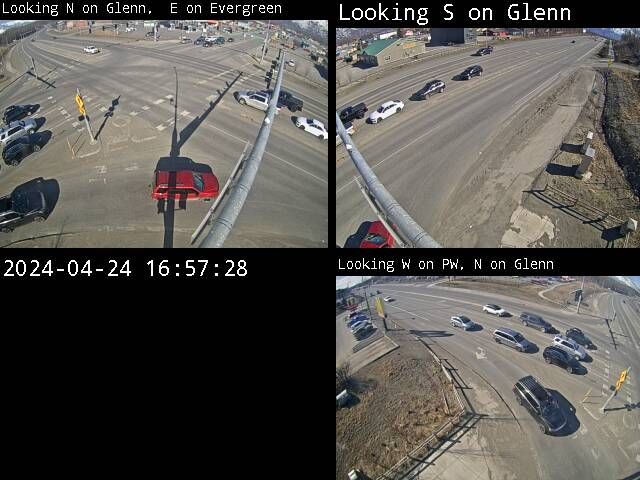 Looking N on Glenn,  E on Evergreen
Looking S on Glenn
2024-04-24 16:57:28
Looking W on PW, N on Glenn